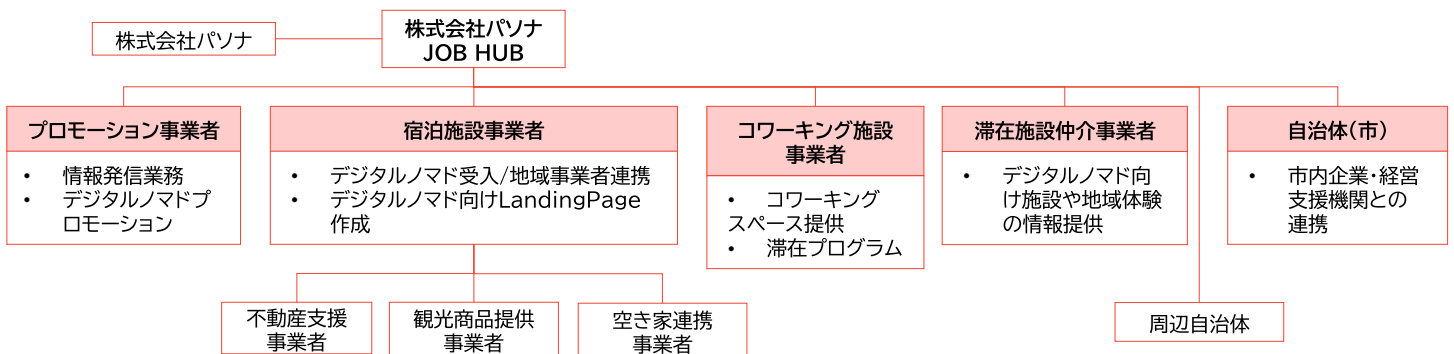 株式会社パソナ
株式会社パソナ
JOB HUB
プロモーション事業者
• 情報発信業務
• デジタルノマドプ
ロモーション
宿泊施設事業者
• デジタルノマド受入/地域事業者連携
• デジタルノマド向けLandingPage
作成
コワーキング施設
事業者
• コワーキング
スペース提供
• 滞在プログラム
滞在施設仲介事業者
• デジタルノマド向
け施設や地域体験
の情報提供
自治体(市)
• 市内企業・経営
支援機関との
連携
不動産支援
事業者
観光商品提供
事業者
空き家連携
事業者
周辺自治体